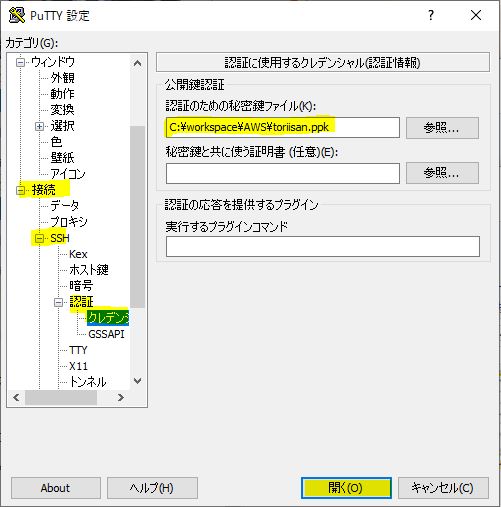 PuTTY 設定
? ×
カテゴリ(G):
ウィンドウ
外観
動作
変換
選択
色
壁紙
アイコン
接続
データ
プロキシ
SSH
Kex
ホスト鍵
暗号
認証
クレデンシ
GSSAPI
TTY
X11
トンネル
認証に使用するクレデンシャル(認証情報)
公開鍵認証
認証のための秘密鍵ファイル(K):
C:¥workspace¥AWS¥toriisan.ppk
参照...
秘密鍵と共に使う証明書 (任意)(E):
参照...
認証の応答を提供するプラグイン
実行するプラグインコマンド
About
ヘルプ(H)
開く(O)
キャンセル(C)